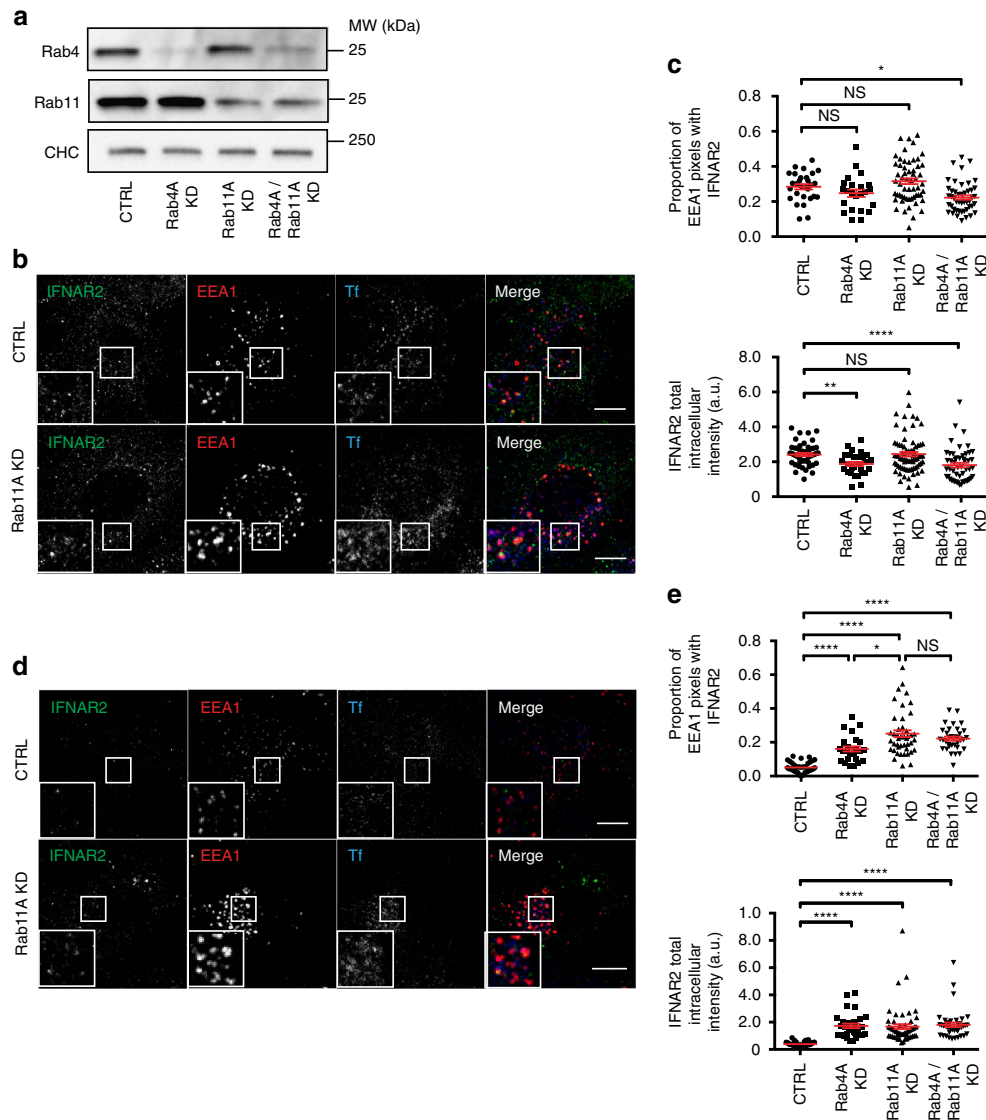 a
MW (kDa)
Rab4
25
Rab11
25
CHC
250
CTRL
Rab4A
KD
Rab11A
KD
Rab4A /
Rab11A
KD
b
IFNAR2
EEA1
Tf
Merge
CTRL
IFNAR2
EEA1
Tf
Merge
Rab11A KD
c
*
NS
NS
Proportion of
EEA1 pixels with
IFNAR2
0.8
0.6
0.4
0.2
0.0
CTRL
Rab4A
KD
Rab11A
KD
Rab4A /
Rab11A
KD
****
NS
**
IFNAR2 total
intracellular
intensity (a.u.)
8.0
6.0
4.0
2.0
0.0
CTRL
Rab4A
KD
Rab11A
KD
Rab4A /
Rab11A
KD
d
IFNAR2
EEA1
Tf
Merge
CTRL
IFNAR2
EEA1
Tf
Merge
Rab11A KD
e
****
****
****
*
NS
Proportion of
EEA1 pixels with
IFNAR2
0.8
0.6
0.4
0.2
0.0
CTRL
Rab4A
KD
Rab11A
KD
Rab4A /
Rab11A
KD
****
****
****
IFNAR2 total
intracellular
intensity (a.u.)
1.0
8.0
6.0
4.0
2.0
0.0
CTRL
Rab4A
KD
Rab11A
KD
Rab4A /
Rab11A
KD